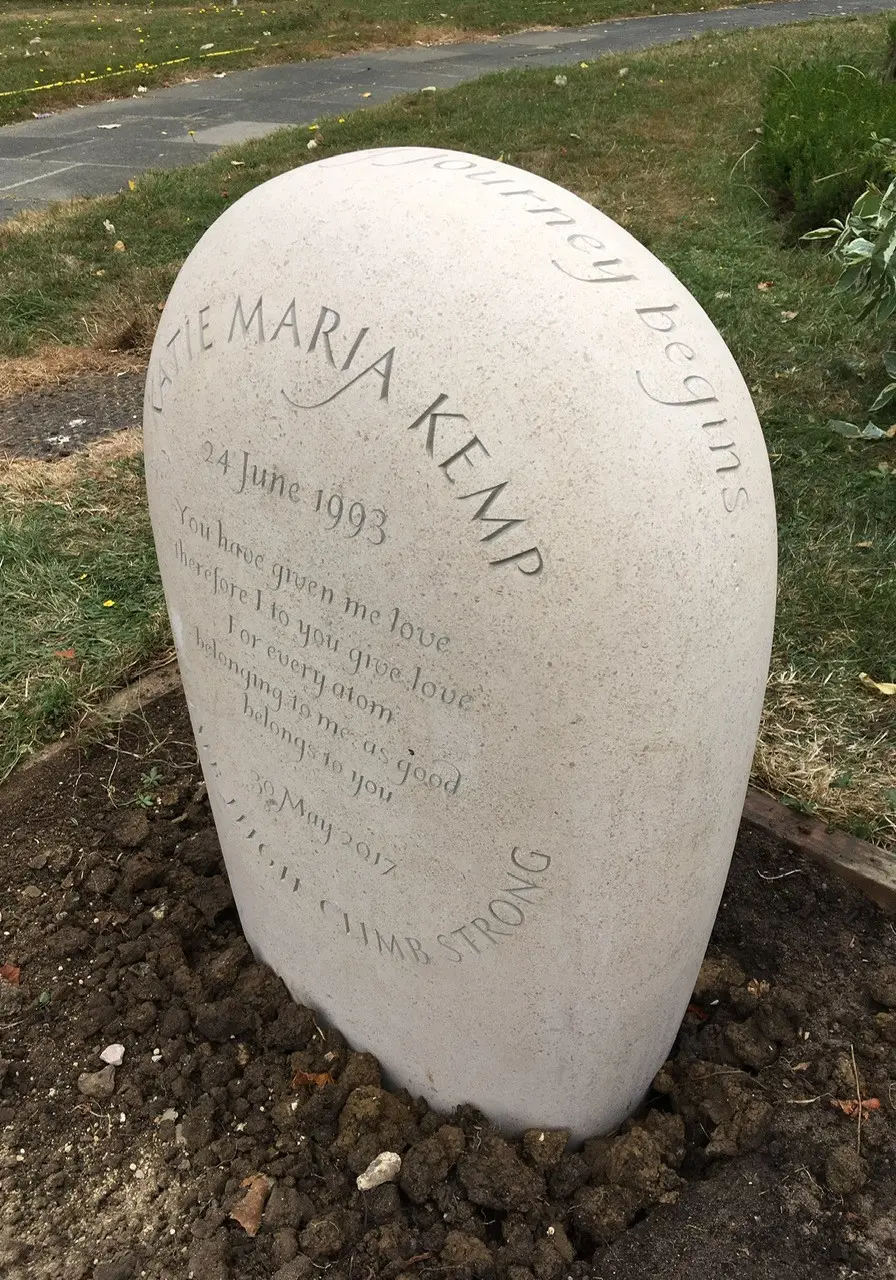 journey begins
KATIE MARIA KEMP
24 June 1993
You have given me love
therefore I to you give love
For every atom
belonging to me as good
belongs to you
30 May 2017
CLIMB STRONG